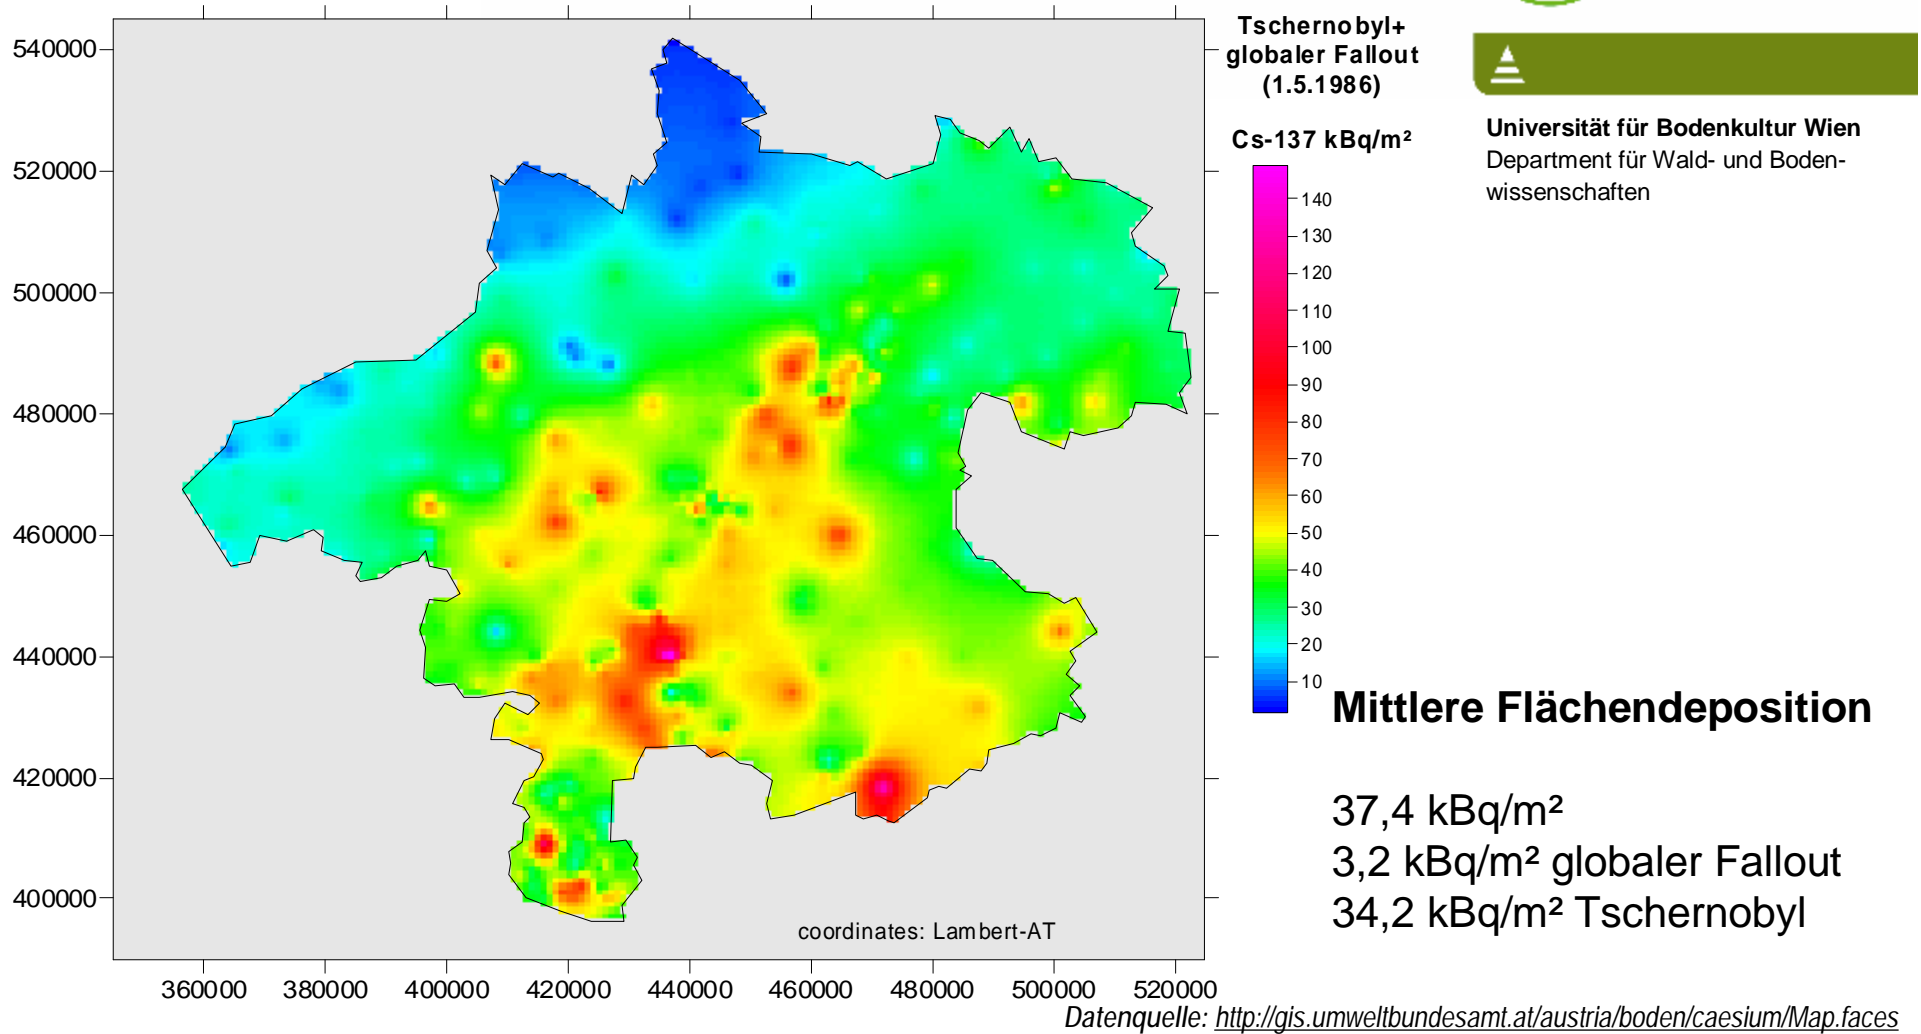 Tschernobyl+
globaler Fallout
(1.5.1986)
Cs-137 kBq/m²
140
130
120
110
100
90
80
70
60
50
40
30
20
10
540000
520000
500000
480000
460000
440000
420000
400000
360000 380000 400000 420000 440000 460000 480000 500000 520000
coordinates: Lambert-AT
Universität für Bodenkultur Wien
Department für Wald- und Boden-
wissenschaften
Mittlere Flächendeposition
37,4 kBq/m²
3,2 kBq/m² globaler Fallout
34,2 kBq/m² Tschernobyl
Datenquelle: http://gis.umweltbundesamt.at/austria/boden/caesium/Map.faces